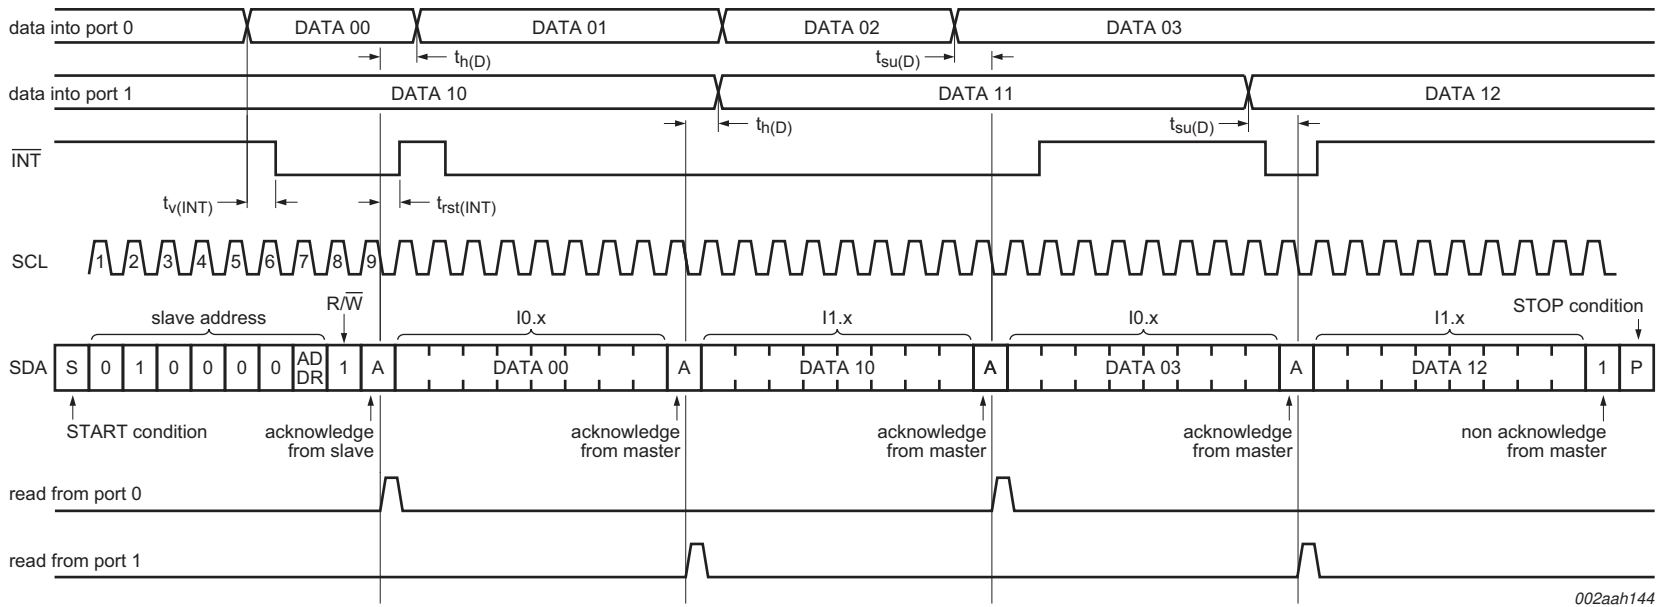 data into port 0 DATA 00 DATA 01 DATA 02 DATA 03
th(D) tsu(D)
data into port 1 DATA 10 DATA 11 DATA 12
th(D) tsu(D)
INT
tv(INT) trst(INT)
SCL 1 2 3 4 5 6 7 8 9
R/W STOP condition
slave address I0.x I1.x I0.x I1.x
SDA S 0 1 0 0 0 0 AD DR 1 A DATA 00 A DATA 10 A DATA 03 A DATA 12 1 P
START condition acknowledge from slave acknowledge from master acknowledge from master acknowledge from master non acknowledge from master
read from port 0
read from port 1
002aah144